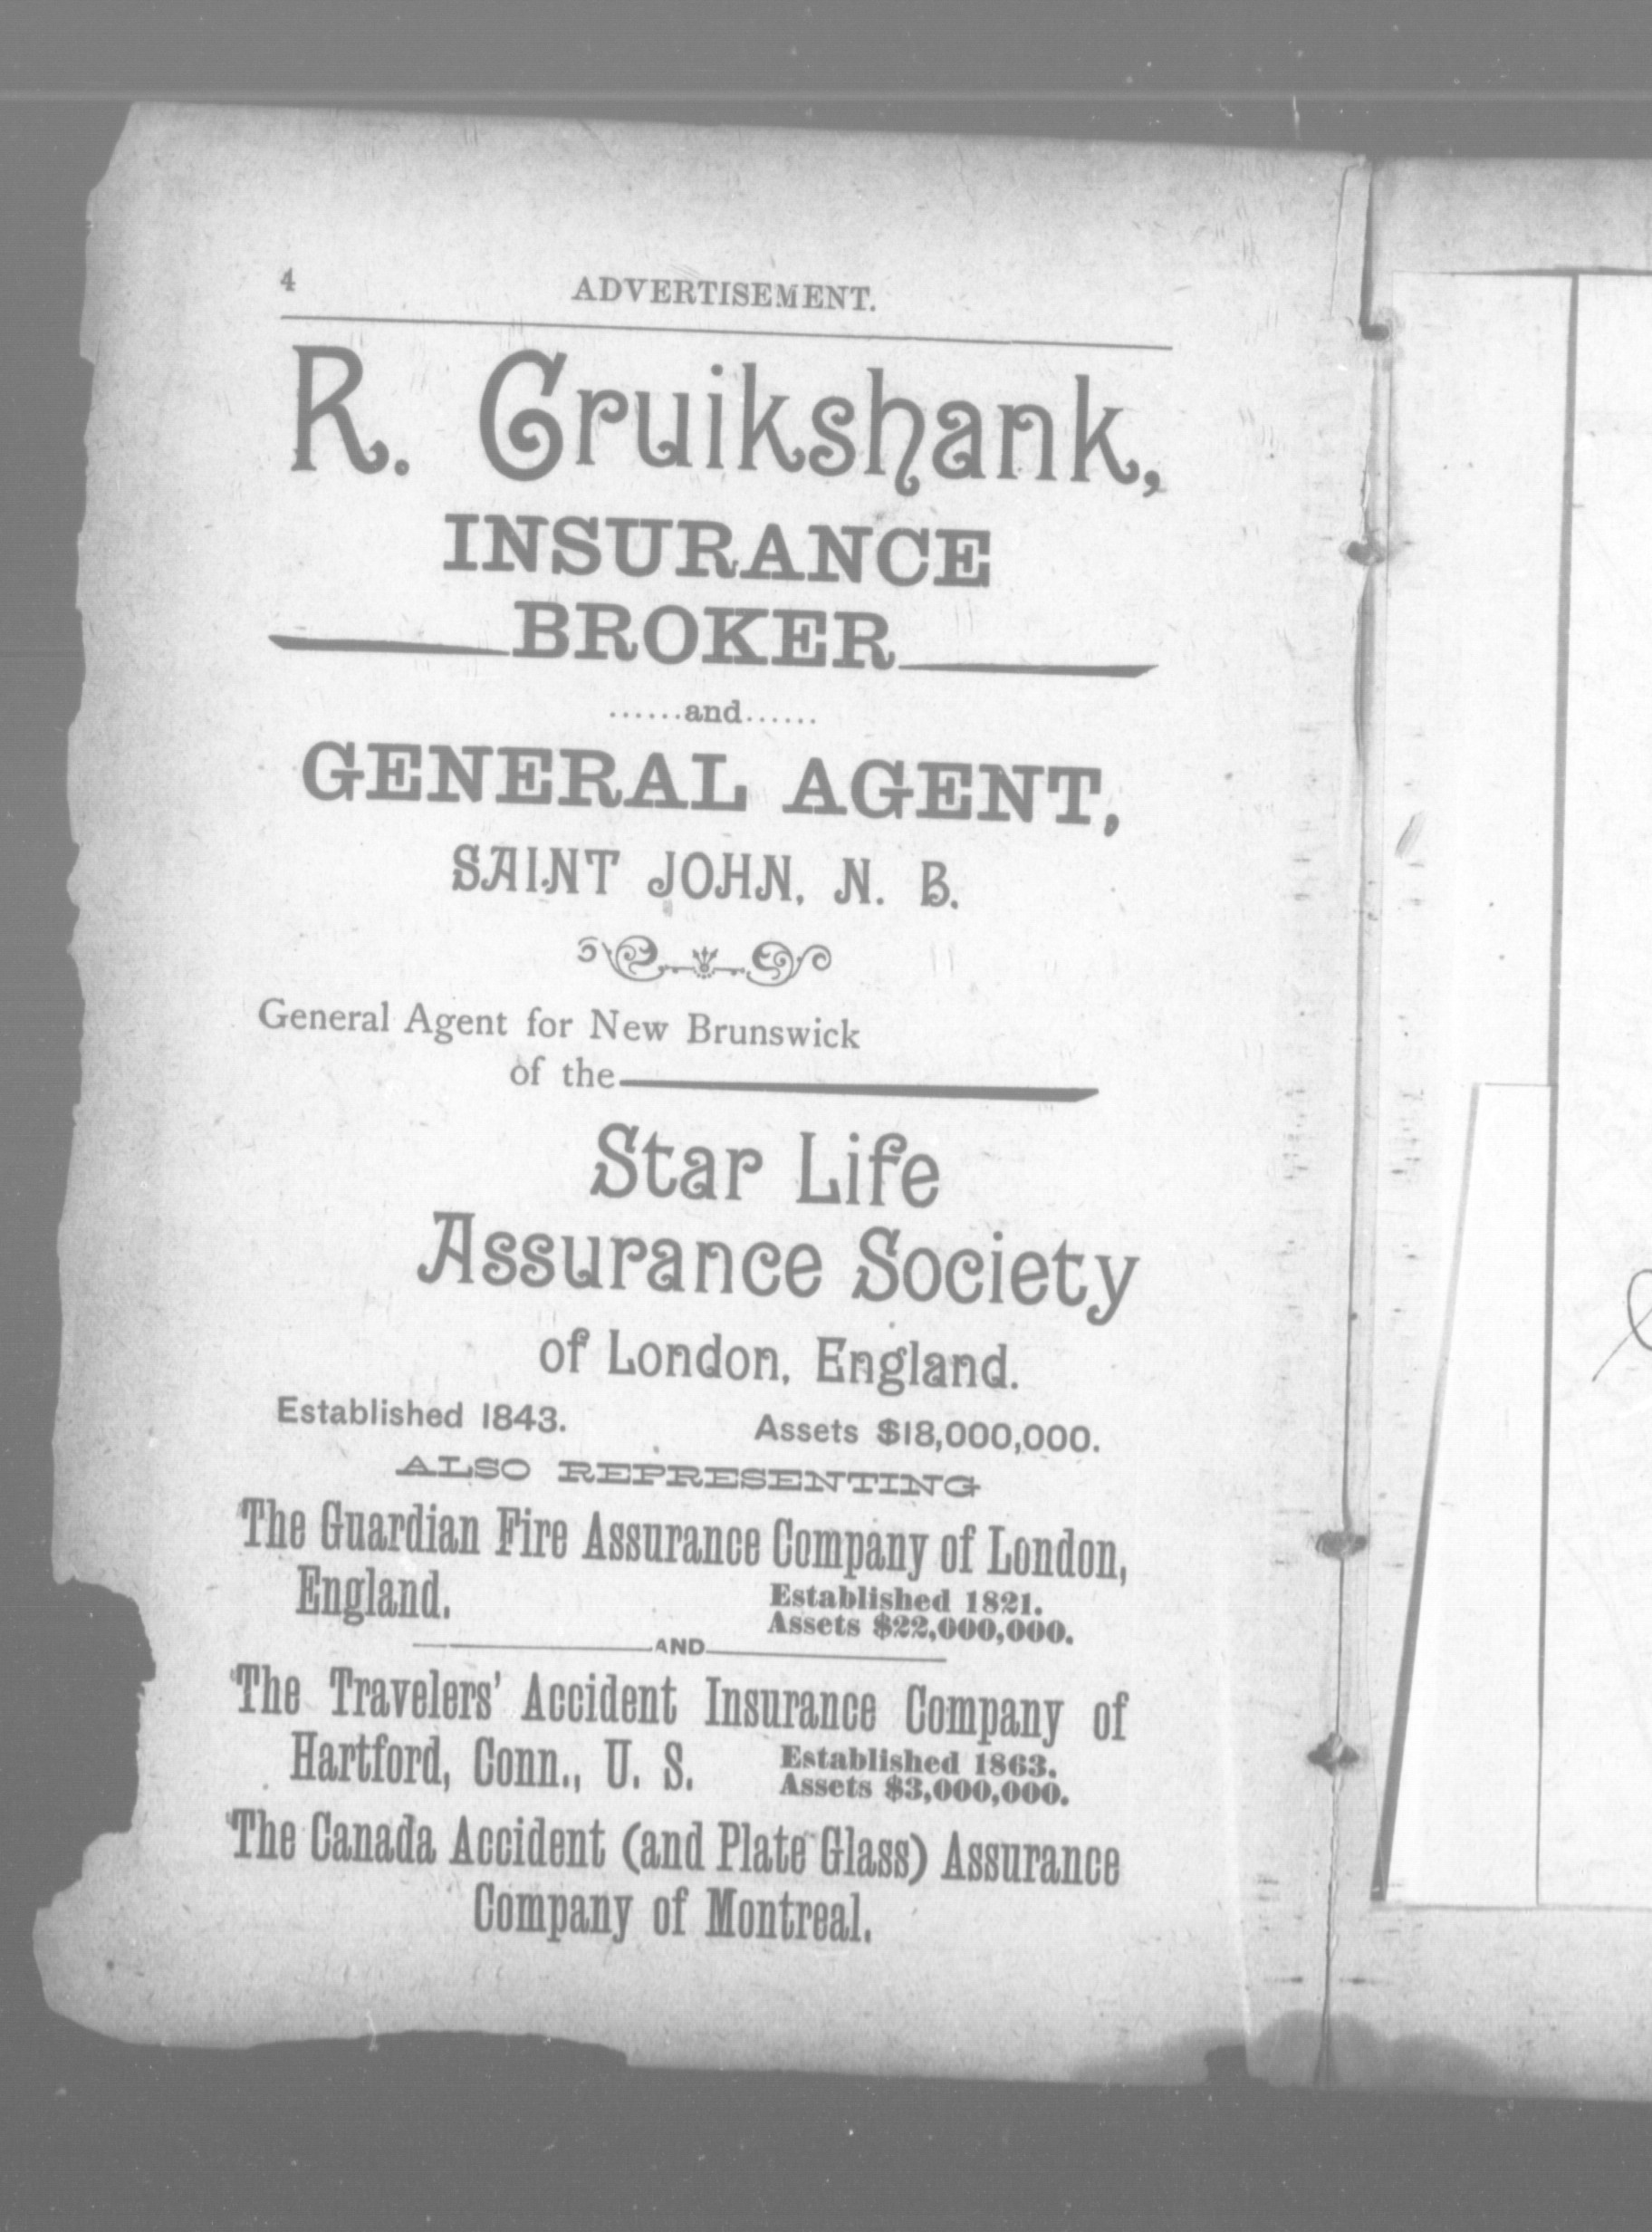 4 ADVERTISEMENT.
R. Cruikshank,
INSURANCE
BROKER
......and......
GENERAL AGENT,
SAINT JOHN, N. B.
General Agent for New Brunswick
of the
Star Life
Assurance Society
of London, England.
Established 1843. Assets $18,000,000.
ALSO REPRESENTING
The Guardian Fire Assurance Company of London,
England. Established 1821.
Assets $22,000,000.
AND
The Travelers' Accident Insurance Company of
Hartford, Conn., U. S. Established 1863.
Assets $3,000,000.
The Canada Accident (and Plate Glass) Assurance
Company of Montreal.